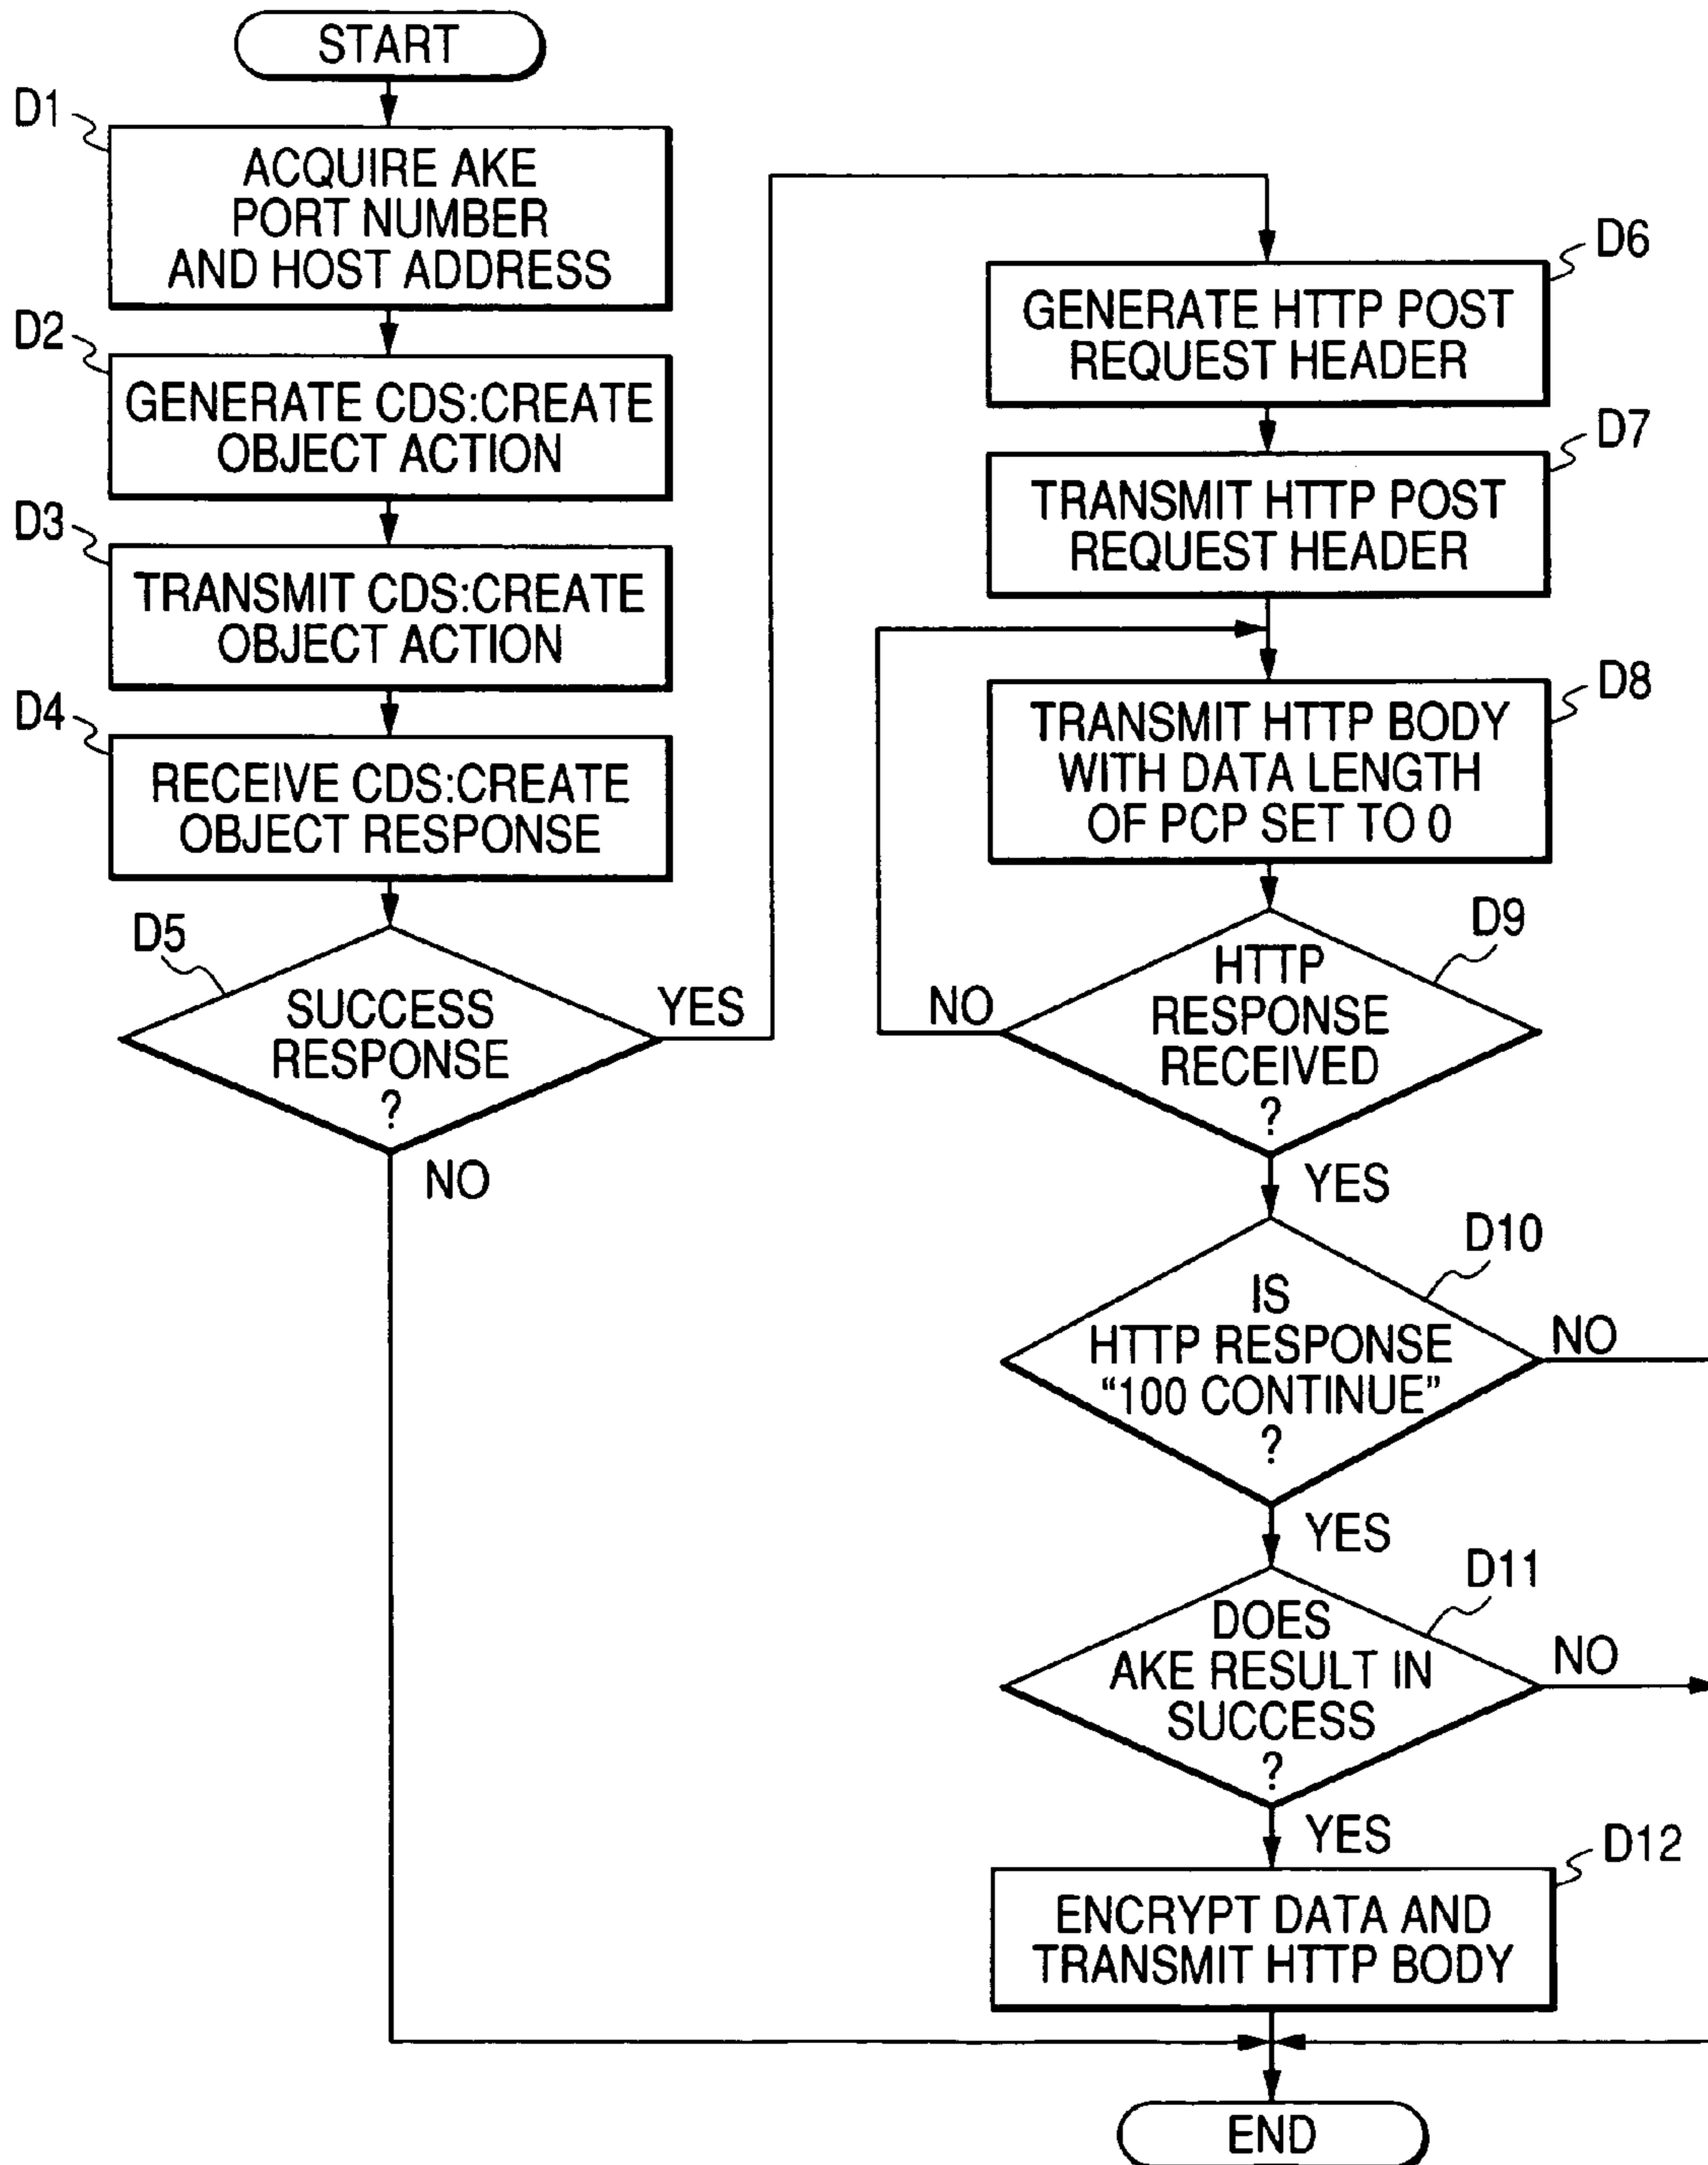 START
D1
ACQUIRE AKE
PORT NUMBER
AND HOST ADDRESS
D2
GENERATE CDS:CREATE
OBJECT ACTION
D3
TRANSMIT CDS:CREATE
OBJECT ACTION
D4
RECEIVE CDS:CREATE
OBJECT RESPONSE
D5
SUCCESS
RESPONSE
?
YES
NO
D6
GENERATE HTTP POST
REQUEST HEADER
D7
TRANSMIT HTTP POST
REQUEST HEADER
D8
TRANSMIT HTTP BODY
WITH DATA LENGTH
OF PCP SET TO 0
D9
HTTP
RESPONSE
RECEIVED
?
NO
YES
D10
IS
HTTP RESPONSE
“100 CONTINUE”
?
NO
YES
D11
DOES
AKE RESULT IN
SUCCESS
?
NO
YES
D12
ENCRYPT DATA AND
TRANSMIT HTTP BODY
END